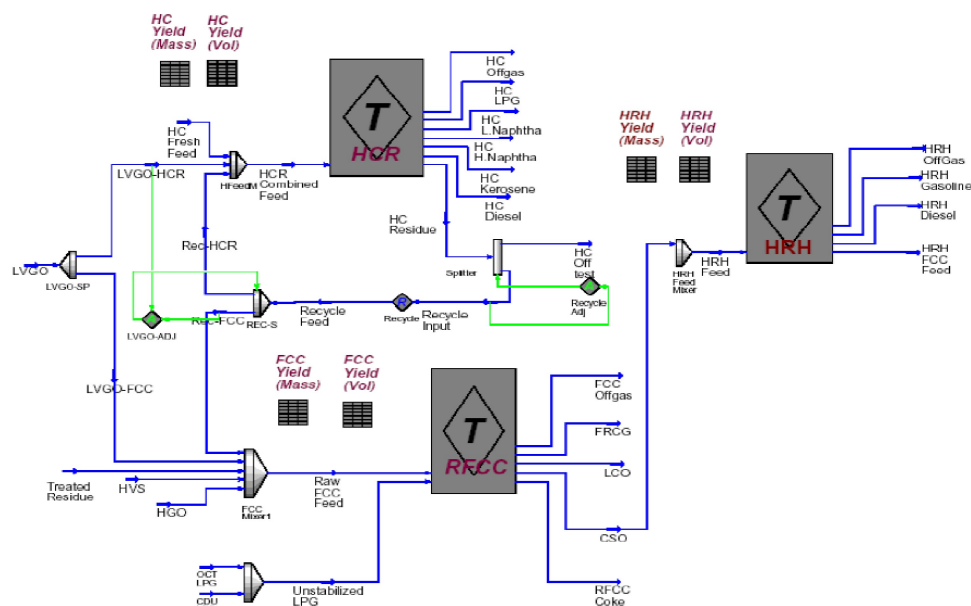 HC
Yield
(Mass)
HC
Yield
(Vol)
HC
Fresh
Feed
LVGO-HCR
HFeedM
HCR
Combined
Feed
T
HCR
HC
Offgas
HC
LPG
HC
L.Naphtha
HC
H.Naphtha
HC
Kerosene
HC
Diesel
HC
Residue
HRH
Yield
(Mass)
HRH
Yield
(Vol)
T
HRH
HRH
OffGas
HRH
Gasoline
HRH
Diesel
HRH
FCC
Feed
HRH
Feed
HRH
Feed
Mixer
LVGO
LVGO-SP
Rec-HCR
Rec-FCC
REC-S
LVGO-ADJ
Recycle
Feed
R
Recycle
Recycle
Input
Splitter
HC
Off
test
Recycle
Adj
LVGO-FCC
FCC
Yield
(Mass)
FCC
Yield
(Vol)
T
RFCC
FCC
Offgas
FRCG
LCO
CSO
RFCC
Coke
Treated
Residue
HVS
HGO
FCC
Mixer1
Raw
FCC
Feed
OCT
LPG
CDU
Unstabilized
LPG